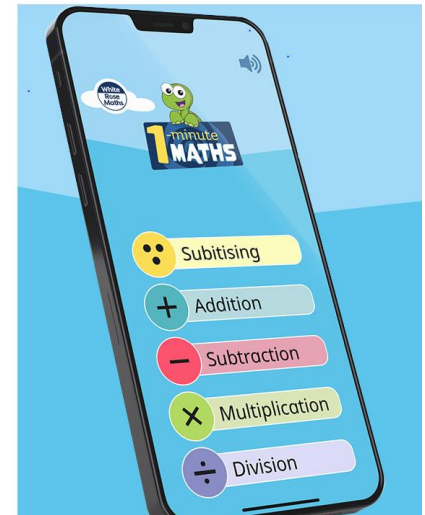 White
Rose
Maths
1-minute
MATHS
Subitising
+ Addition
− Subtraction
× Multiplication
÷ Division